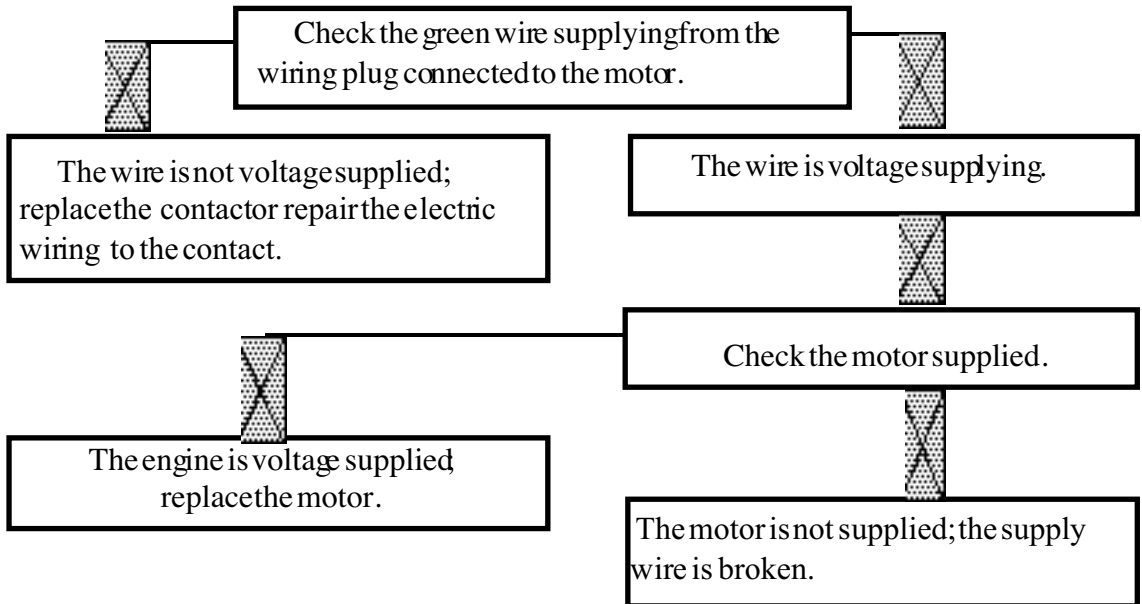 Check the green wire supplying from the
wiring plug connected to the motor.
The wire is not voltage supplied;
replace the contact or repair the electric
wiring to the contact.
The wire is voltage supplying.
Check the motor supplied.
The engine is voltage supplied;
replace the motor.
The motor is not supplied; the supply
wire is broken.